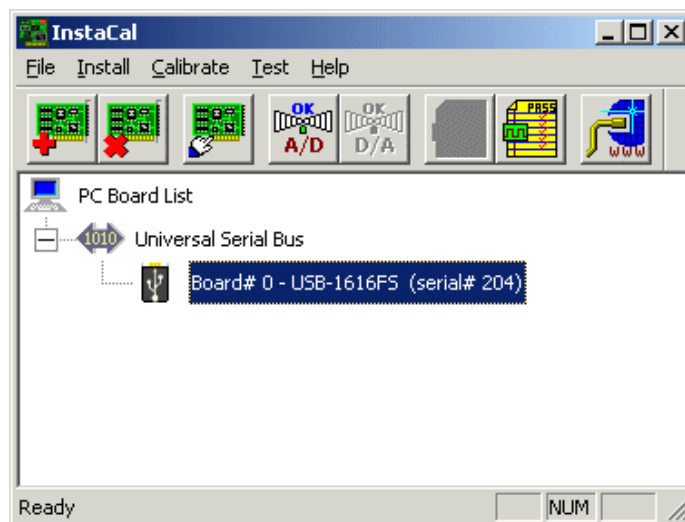 InstaCal
File Install Calibrate Test Help
OK A/D OK D/A PASS www
PC Board List
1010 Universal Serial Bus
Board# 0 - USB-1616FS (serial# 204)
Ready NUM